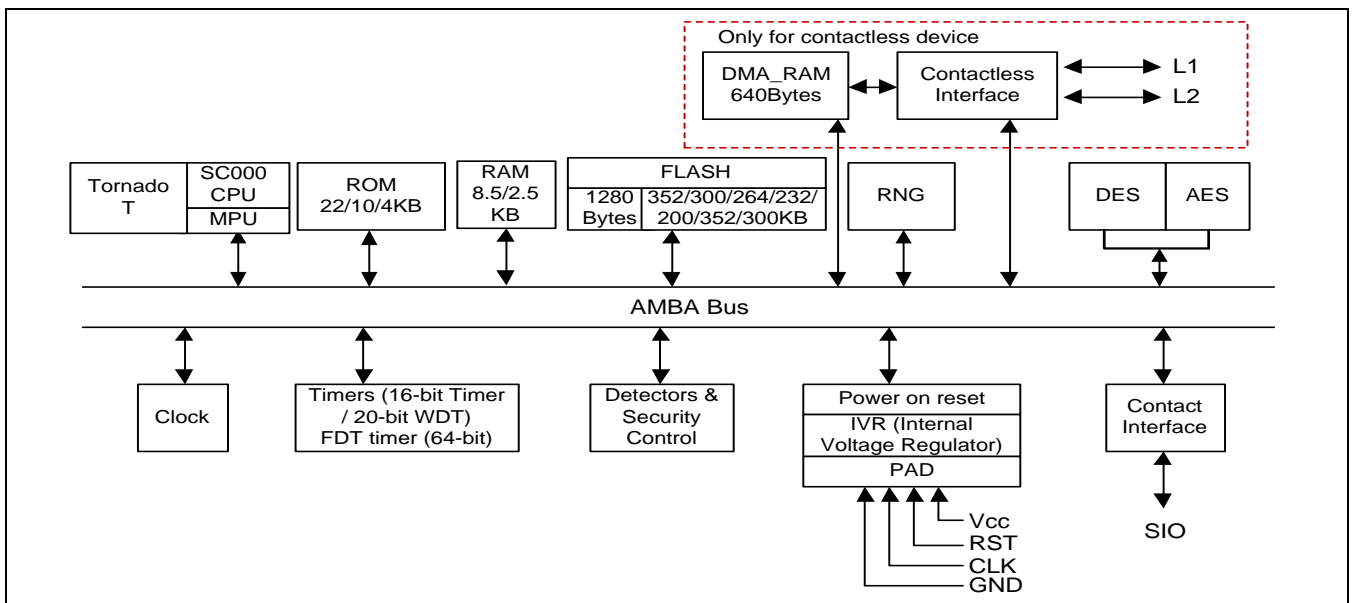 Only for contactless device
DMA_RAM
640Bytes
Contactless
Interface
L1
L2
Tornado
T
SC000
CPU
MPU
ROM
22/10/4KB
RAM
8.5/2.5
KB
FLASH
1280
Bytes
352/300/264/232/
200/352/300KB
RNG
DES
AES
AMBA Bus
Clock
Timers (16-bit Timer
/ 20-bit WDT)
FDT timer (64-bit)
Detectors &
Security
Control
Power on reset
IVR (Internal
Voltage Regulator)
PAD
Contact
Interface
Vcc
RST
CLK
GND
SIO